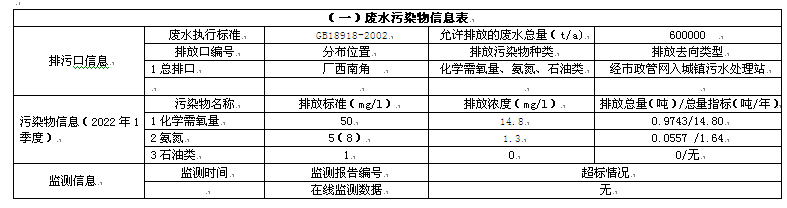 （一）废水污染物信息表
排污口信息 废水执行标准 GB18918-2002 允许排放的废水总量（t/a） 600000
排放口编号 分布位置 排放污染物种类 排放去向类型
1 总排口 厂西南角 化学需氧量、氨氮、石油类 经市政管网入城镇污水处理站
污染物信息（2022 年 1 季度） 污染物名称 排放标准（mg/l） 排放浓度（mg/l） 排放总量（吨）/总量指标（吨/年）
1 化学需氧量 50 14.8 0.9743/14.80
2 氨氮 5（8） 1.3 0.0557 /1.64
3 石油类 1 0 0/无
监测信息 监测时间 监测报告编号 超标情况
在线监测数据 无